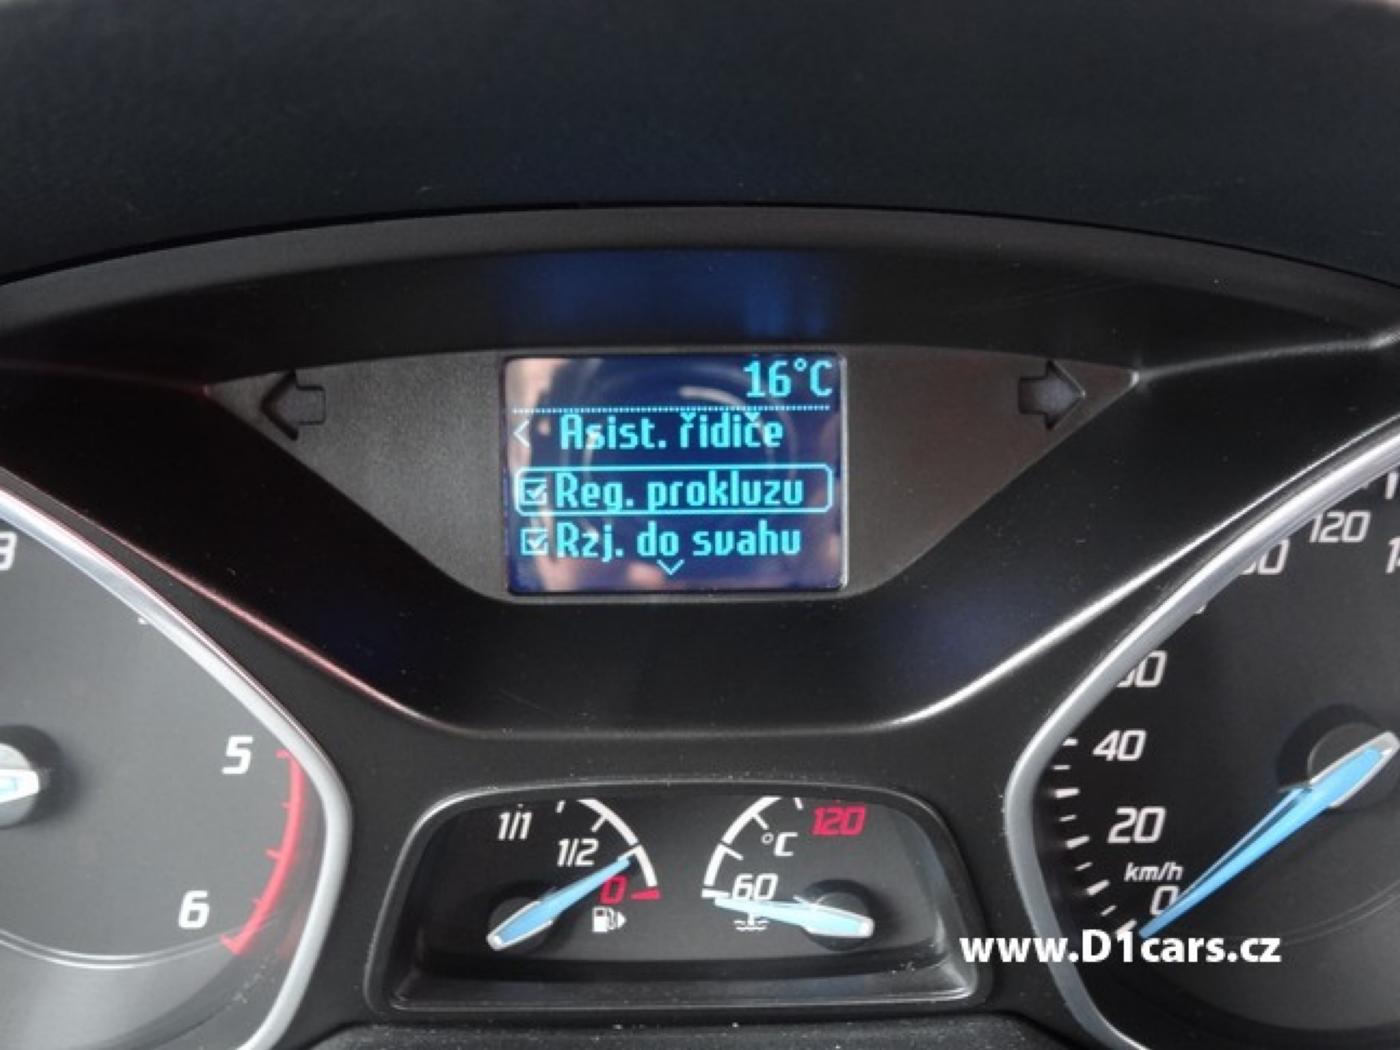 16°C
< Asist. řidiče
Reg. prokluzu
Rzj. do svahu
3
5
6
1/1
1/2
0
°C
120
60
120
40
20
km/h
0
www.D1cars.cz